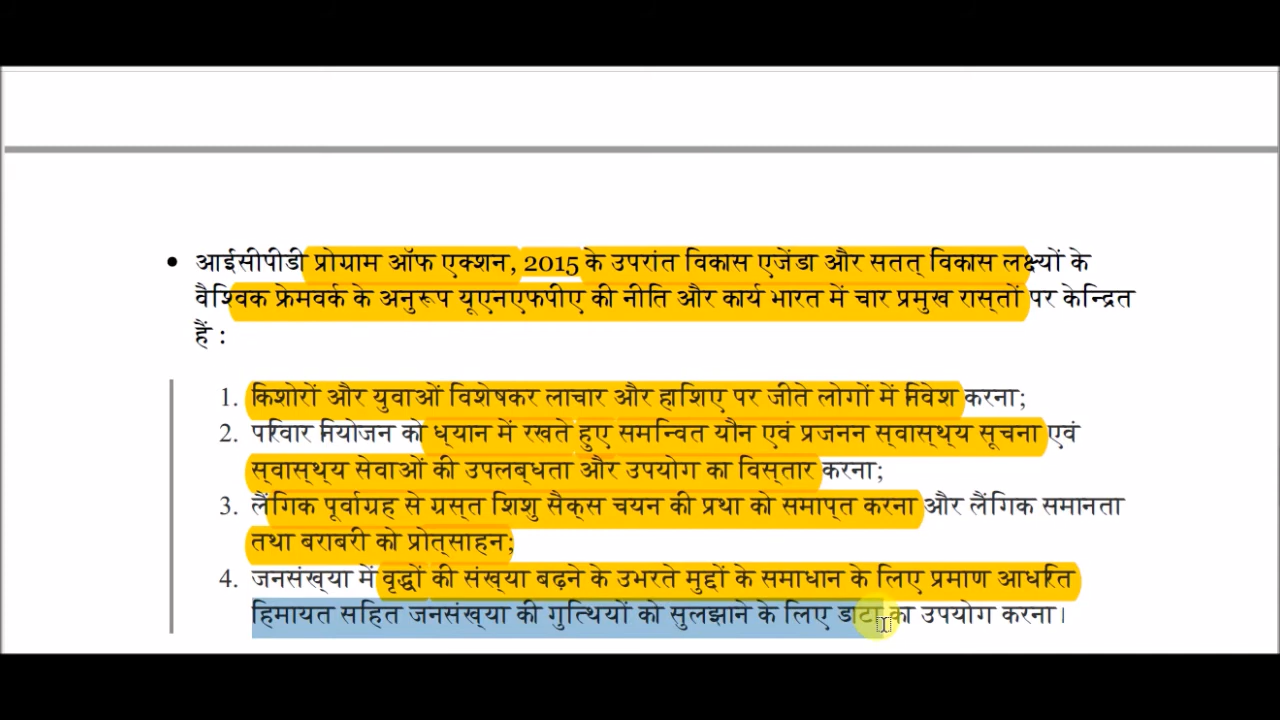 • आईसीपीडी प्रोग्राम ऑफ एक्शन, 2015 के उपरांत विकास एजेंडा और सतत् विकास लक्ष्यों के
वैश्विक फ्रेमवर्क के अनुरूप यूएनएफपीए की नीति और कार्य भारत में चार प्रमुख रास्तों पर केन्द्रित
हैं :
1. किशोरों और युवाओं विशेषकर लाचार और हाशिए पर जीते लोगों में निवेश करना;
2. परिवार नियोजन को ध्यान में रखते हुए समन्वित यौन एवं प्रजनन स्वास्थ्य सूचना एवं
स्वास्थ्य सेवाओं की उपलब्धता और उपयोग का विस्तार करना;
3. लैंगिक पूर्वाग्रह से ग्रस्त शिशु सैक्स चयन की प्रथा को समाप्त करना और लैंगिक समानता
तथा बराबरी को प्रोत्साहन;
4. जनसंख्या में वृद्धों की संख्या बढ़ने के उभरते मुद्दों के समाधान के लिए प्रमाण आधारित
हिमायत सहित जनसंख्या की गुत्थियों को सुलझाने के लिए डाटा का उपयोग करना।